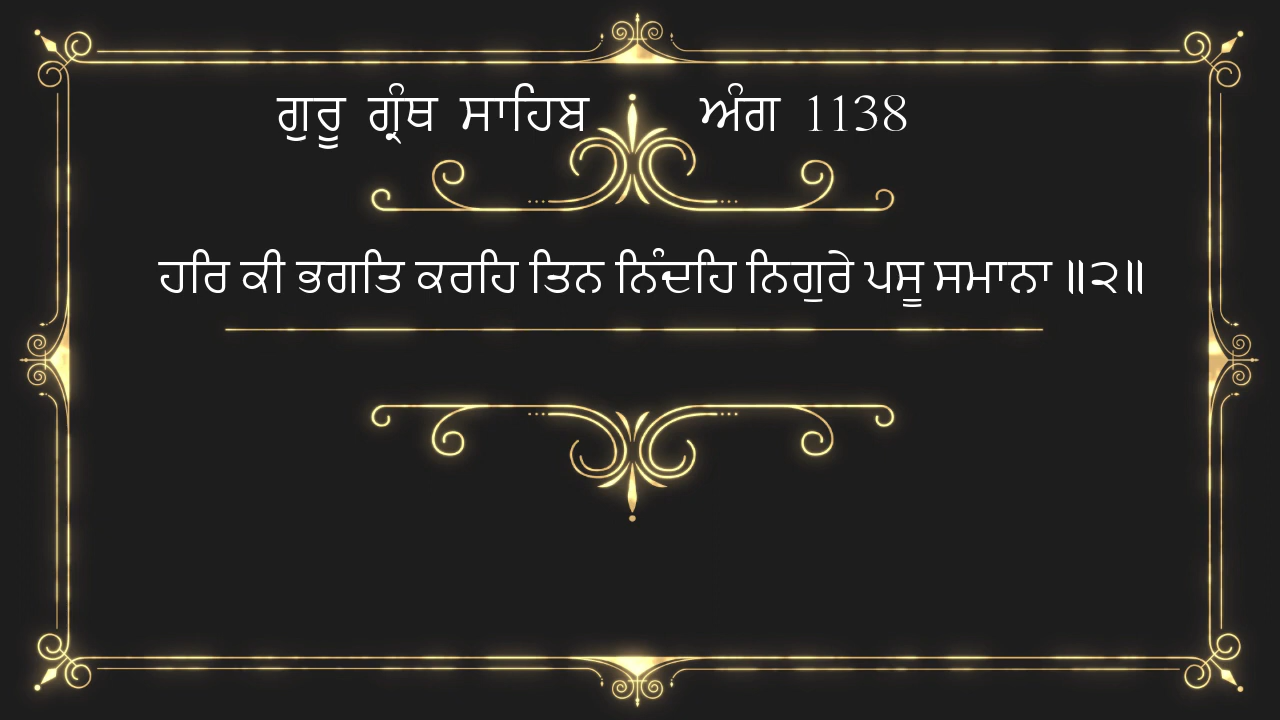 ਗੁਰੂ ਗ੍ਰੰਥ ਸਾਹਿਬ ਅੰਗ 1138
ਹਰਿ ਕੀ ਭਗਤਿ ਕਰਹਿ ਤਿਨ ਨਿੰਦਹਿ ਨਿਗੁਰੇ ਪਸੂ ਸਮਾਨਾ ॥੨॥